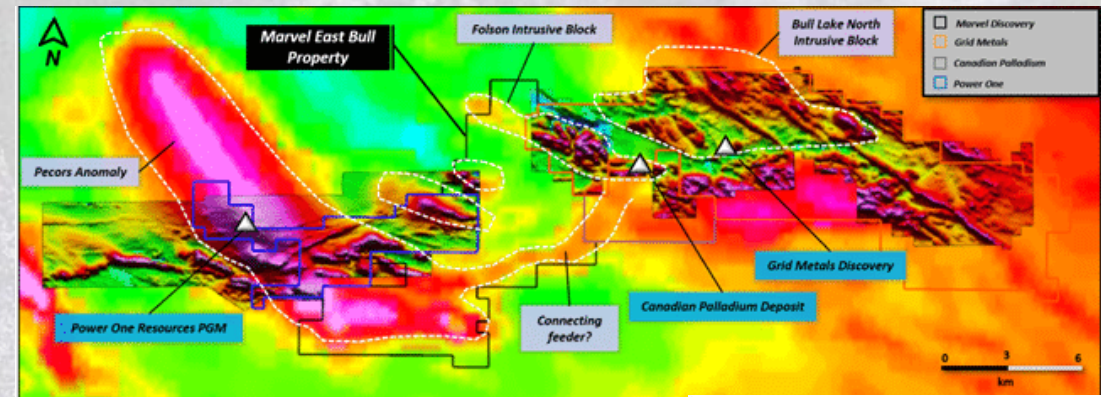 N
Marvel East Bull
Property
Folson Intrusive Block
Bull Lake North
Intrusive Block
Marvel Discovery
Grid Metals
Canadian Palladium
Power One
Pecors Anomaly
Grid Metals Discovery
Canadian Palladium Deposit
Power One Resources PGM
Connecting
feeder?
0 3 6
km